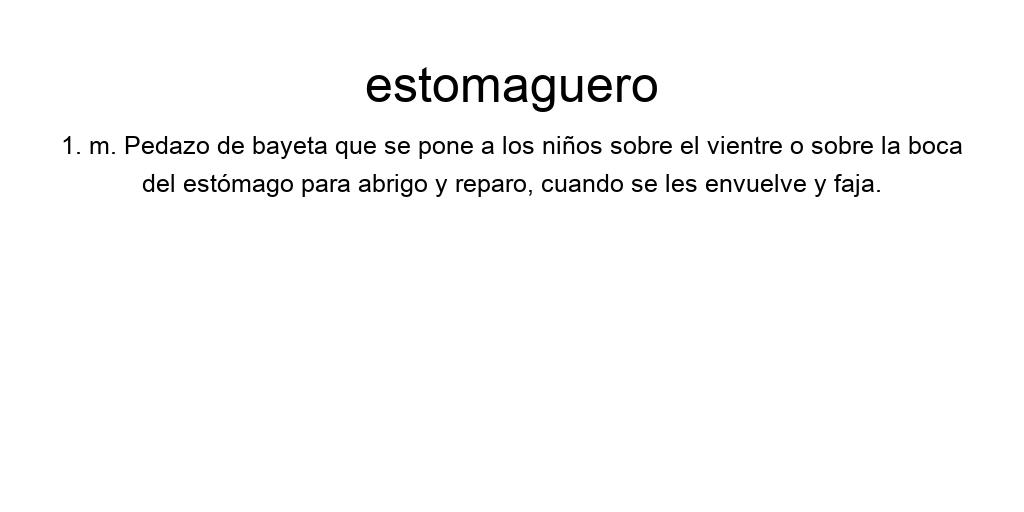 estomaguero
1. m. Pedazo de bayeta que se pone a los niños sobre el vientre o sobre la boca
del estómago para abrigo y reparo, cuando se les envuelve y faja.